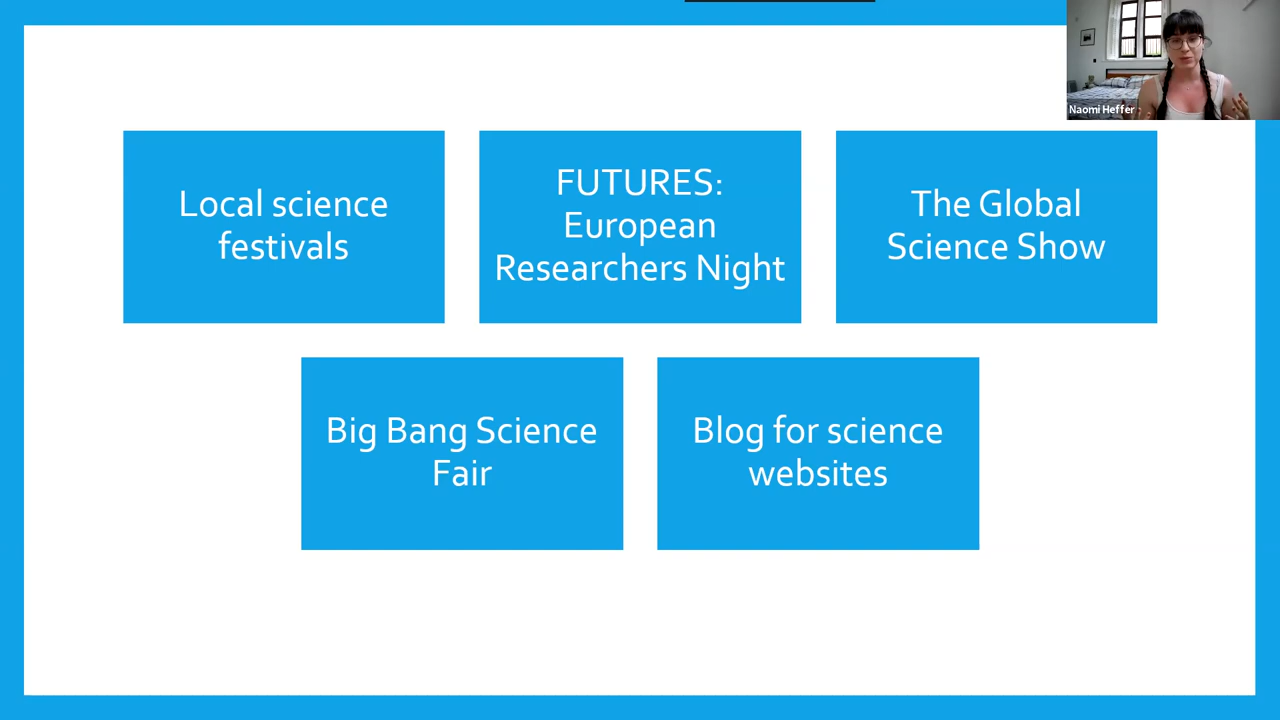 Naomi Heffer
Local science
festivals
FUTURES:
European
Researchers Night
The Global
Science Show
Big Bang Science
Fair
Blog for science
websites